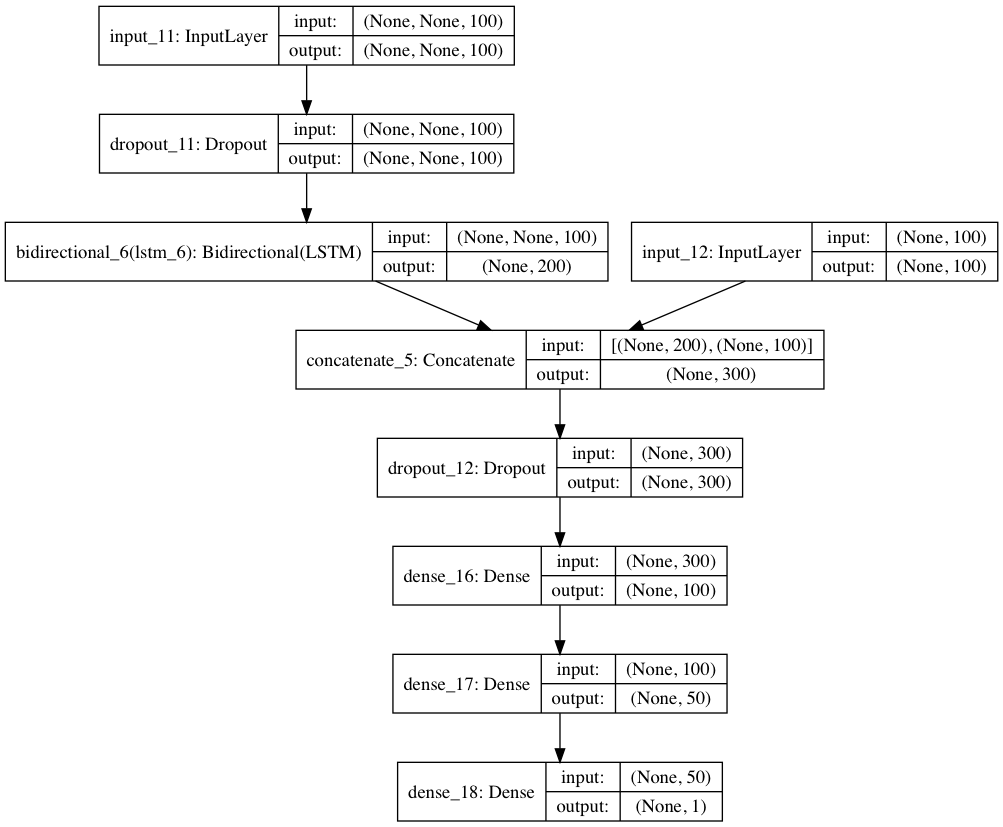 input_11: InputLayer
input: (None, None, 100)
output: (None, None, 100)
dropout_11: Dropout
input: (None, None, 100)
output: (None, None, 100)
bidirectional_6(lstm_6): Bidirectional(LSTM)
input: (None, None, 100)
output: (None, 200)
input_12: InputLayer
input: (None, 100)
output: (None, 100)
concatenate_5: Concatenate
input: [(None, 200), (None, 100)]
output: (None, 300)
dropout_12: Dropout
input: (None, 300)
output: (None, 300)
dense_16: Dense
input: (None, 300)
output: (None, 100)
dense_17: Dense
input: (None, 100)
output: (None, 50)
dense_18: Dense
input: (None, 50)
output: (None, 1)